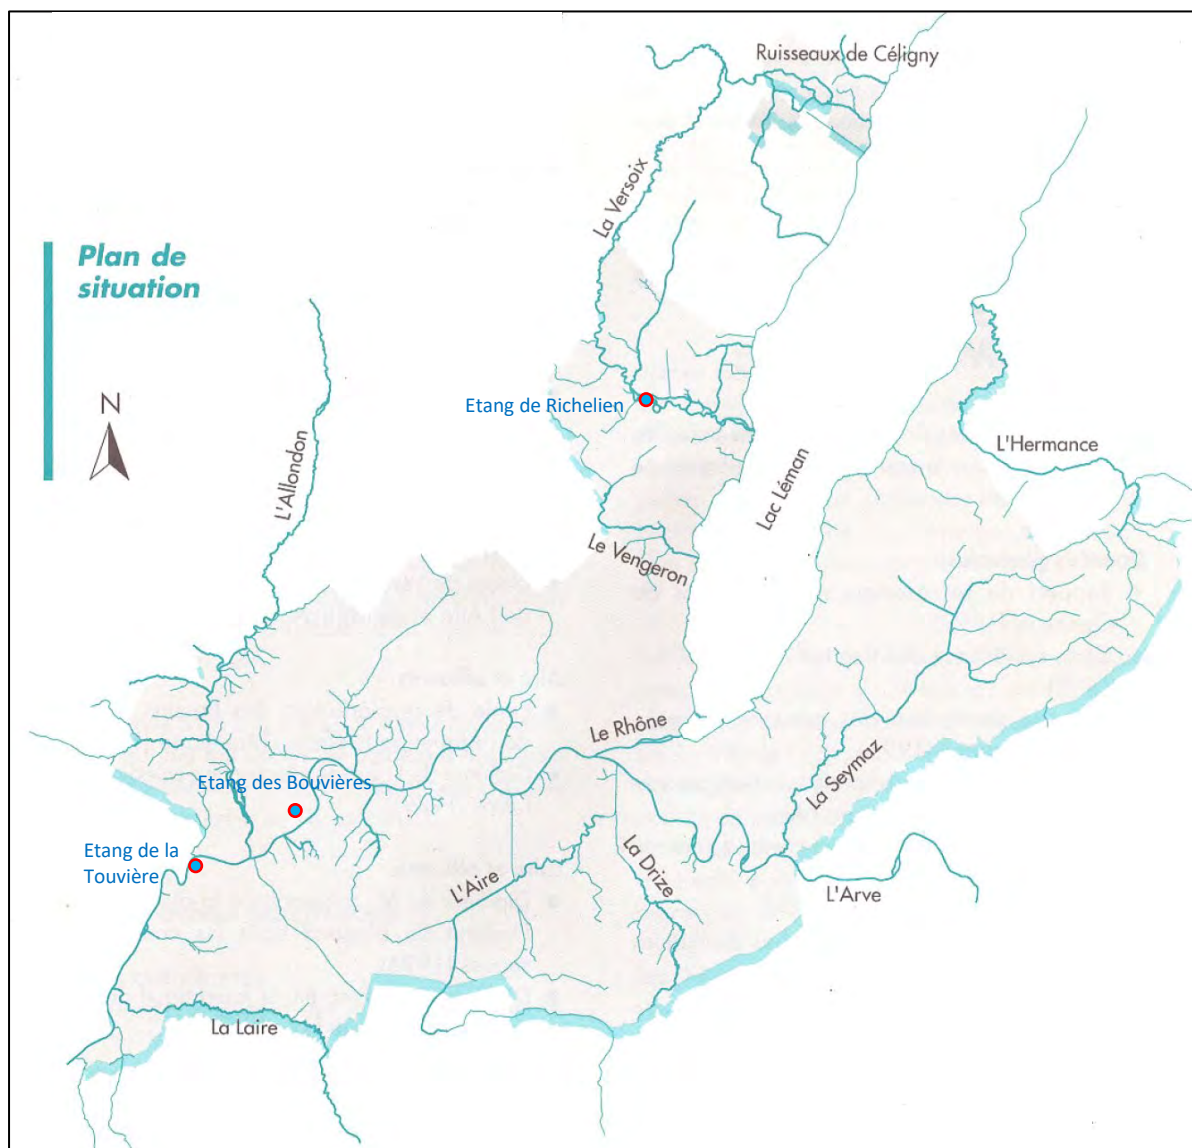 Ruisseaux de Céligny
La Versoix
Plan de
situation
N
Etang de Richelien
L'Hermance
L'Allondon
Lac Léman
Le Vengeron
Le Rhône
La Seymaz
Etang des Bouvières
Etang de la
Touvière
La Drize
L'Aire
L'Arve
La Laire